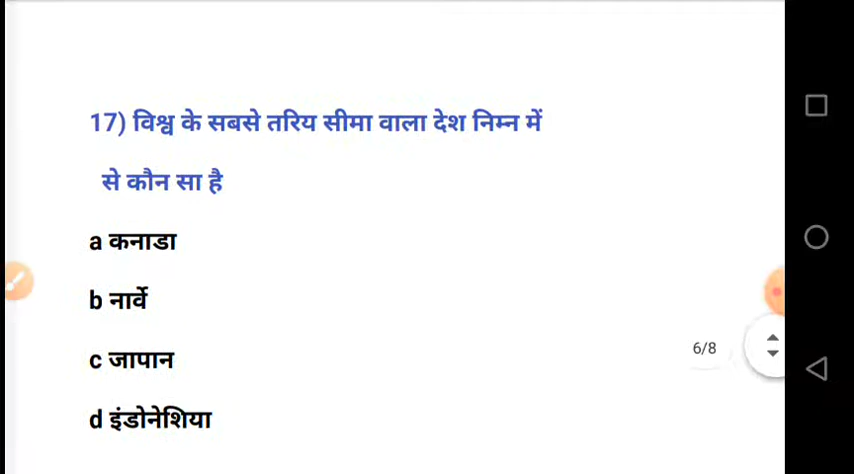 17) विश्व के सबसे तरिय सीमा वाला देश निम्न में
से कौन सा है
a कनाडा
b नार्वे
c जापान
d इंडोनेशिया
6/8